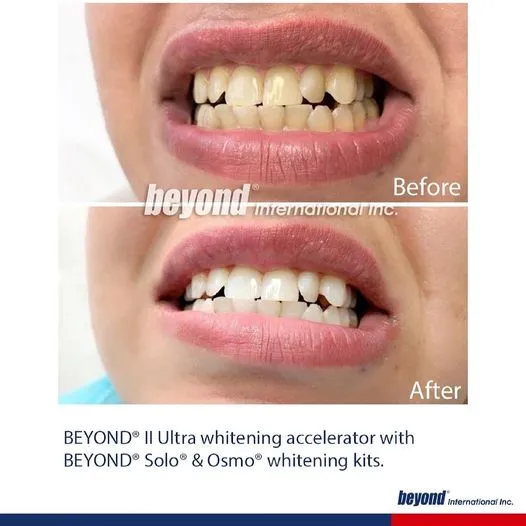 Before
beyond® International Inc.
After
BEYOND® II Ultra whitening accelerator with
BEYOND® Solo® & Osmo® whitening kits.
beyond® International Inc.